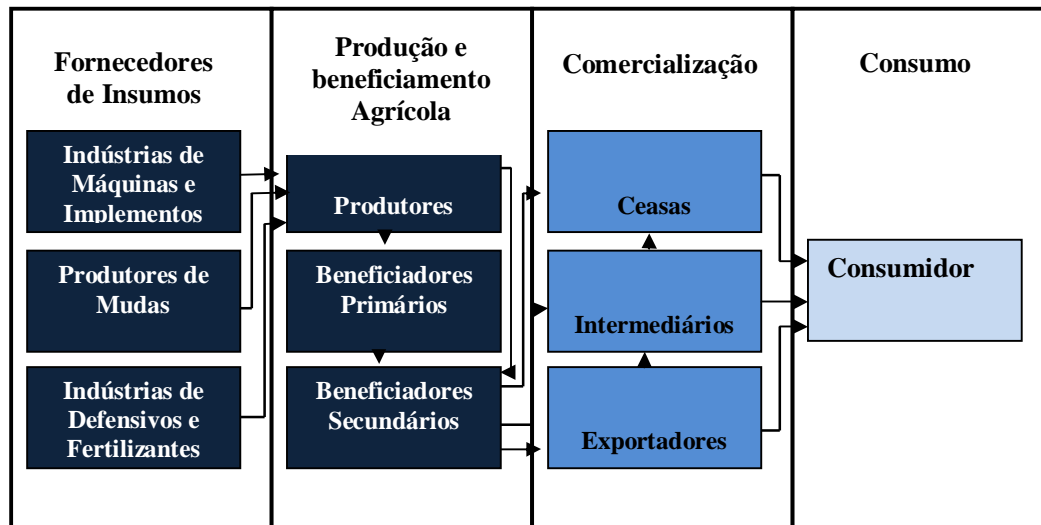 Fornecedores
de Insumos
Indústrias de
Máquinas e
Implementos
Produtores de
Mudas
Indústrias de
Defensivos e
Fertilizantes
Produção e
beneficiamento
Agrícola
Produtores
Beneficiadores
Primários
Beneficiadores
Secundários
Comercialização
Ceasas
Intermediários
Exportadores
Consumo
Consumidor